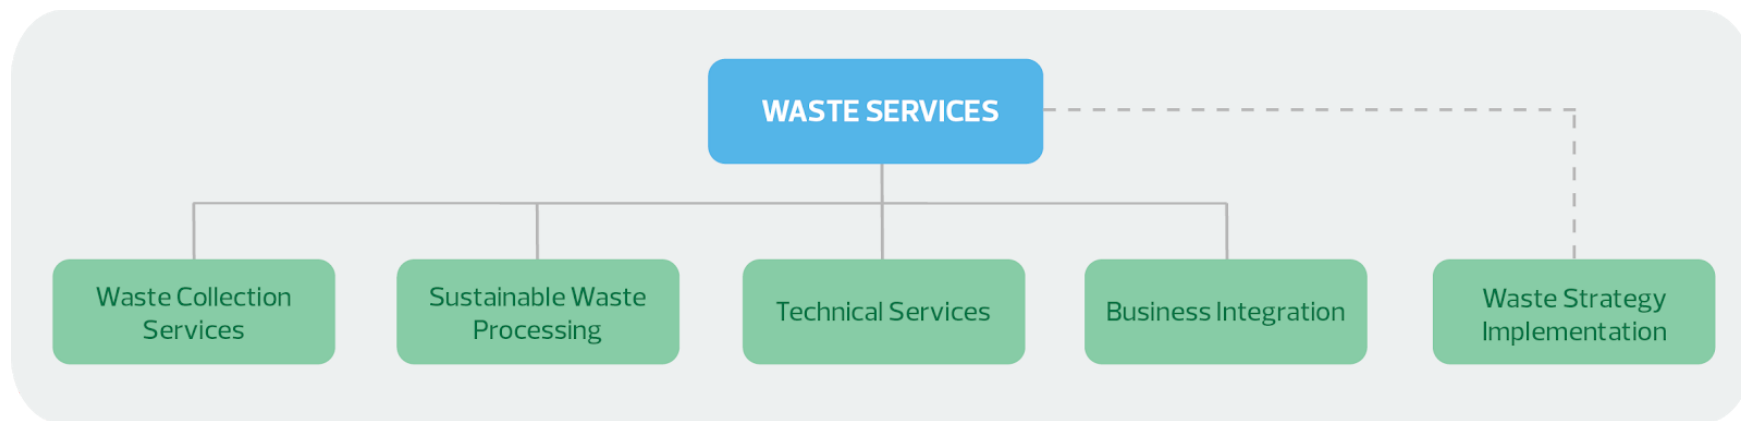 WASTE SERVICES
Waste Collection
Services
Sustainable Waste
Processing
Technical Services
Business Integration
Waste Strategy
Implementation